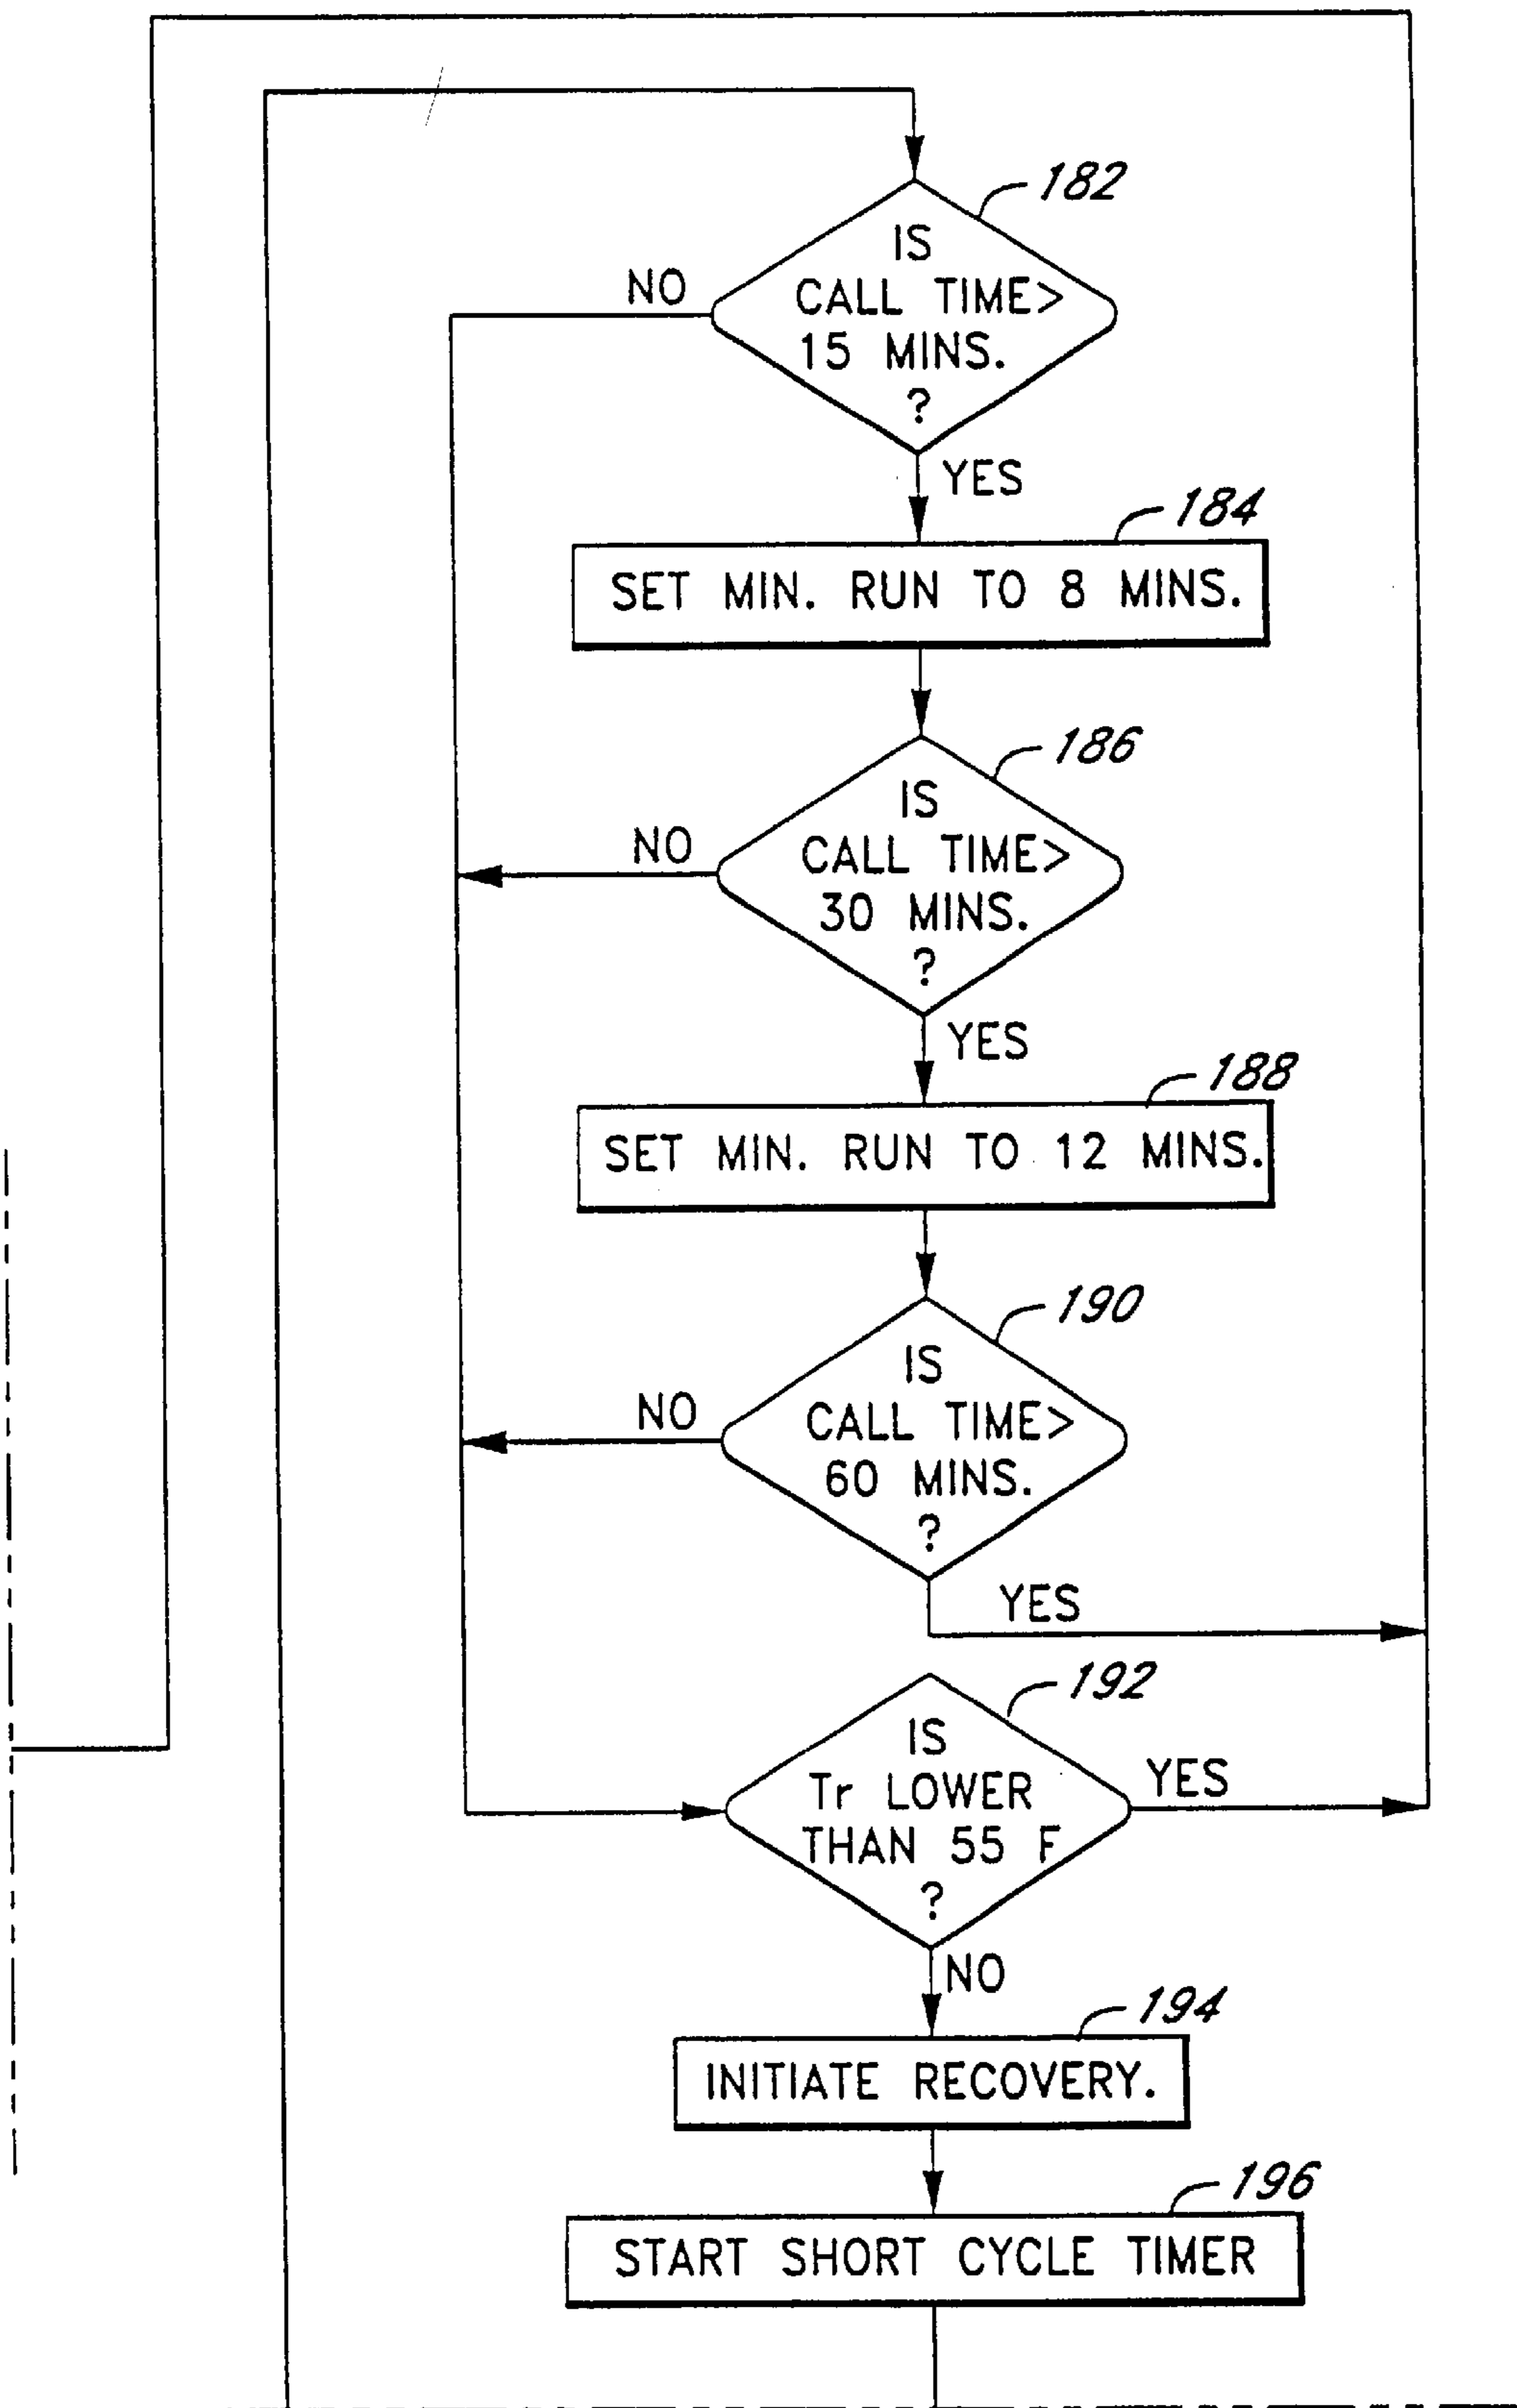 182
IS
CALL TIME>
15 MINS.
?
NO
YES
184
SET MIN. RUN TO 8 MINS.
186
IS
CALL TIME>
30 MINS.
?
NO
YES
188
SET MIN. RUN TO 12 MINS.
190
IS
CALL TIME>
60 MINS.
?
NO
YES
192
IS
Tr LOWER
THAN 55 F
?
YES
NO
194
INITIATE RECOVERY.
196
START SHORT CYCLE TIMER